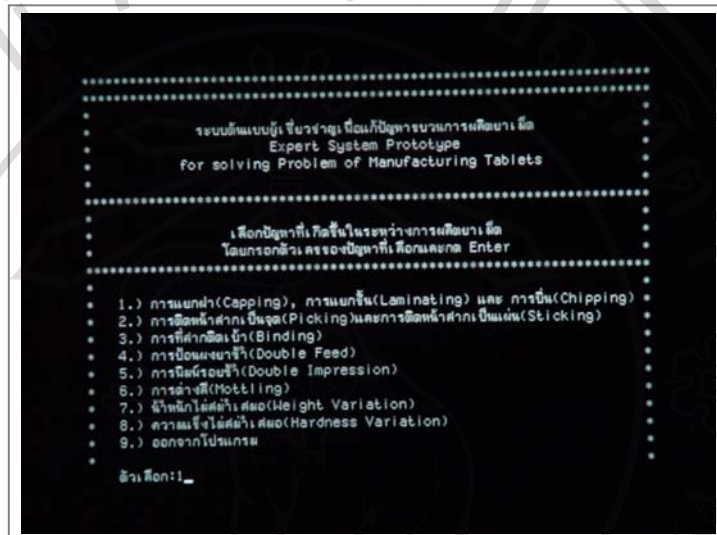 ************************************************************
************************************************************
ระบบต้นแบบผู้เชี่ยวชาญเพื่อแก้ปัญหาขบวนการผลิตยาเม็ด
Expert System Prototype
for solving Problem of Manufacturing Tablets
************************************************************
เลือกปัญหาที่เกิดขึ้นในระหว่างการผลิตยาเม็ด
โดยกรอกตัวเลขของปัญหาที่เลือกและกด Enter
************************************************************
1.) การแยกฝา(Capping), การแยกชั้น(Laminating) และ การบิ่น(Chipping)
2.) การติดหน้าสากเป็นจุด(Picking)และการติดหน้าสากเป็นแผ่น(Sticking)
3.) การที่สากติดเบ้า(Binding)
4.) การป้อนผงยาซ้ำ(Double Feed)
5.) การพิมพ์รอยซ้ำ(Double Impression)
6.) การด่างสี(Mottling)
7.) น้ำหนักไม่สม่ำเสมอ(Weight Variation)
8.) ความแข็งไม่สม่ำเสมอ(Hardness Variation)
9.) ออกจากโปรแกรม
ตัวเลือก:1_